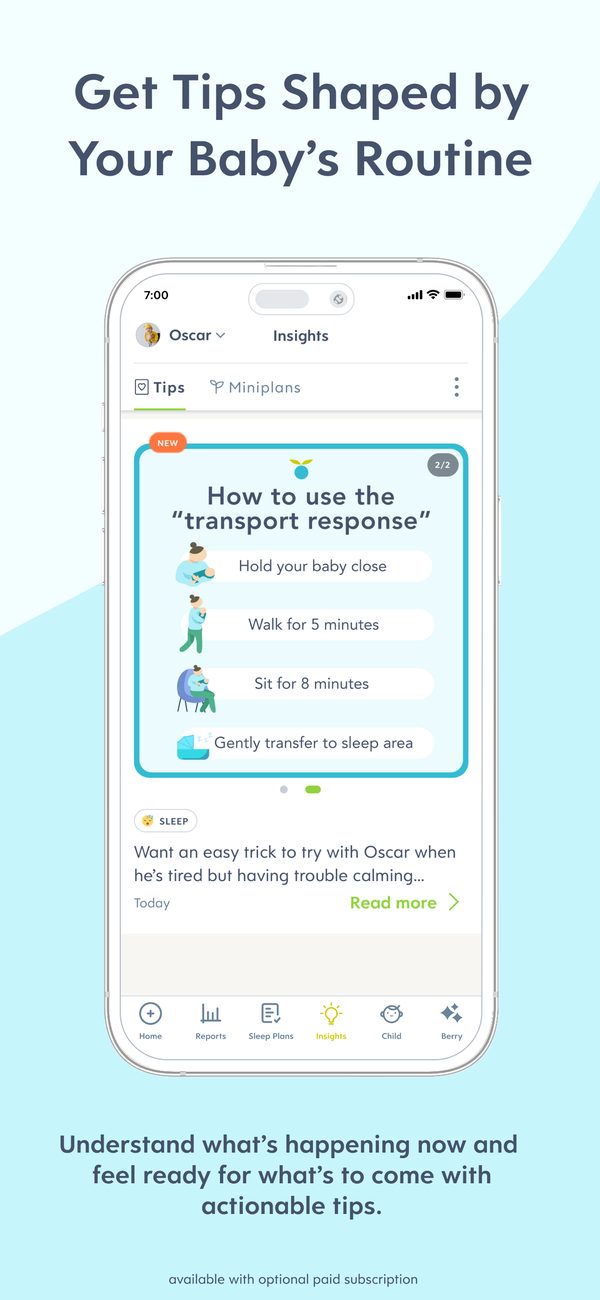 Get Tips Shaped by
Your Baby’s Routine
7:00
Oscar
Insights
Tips
Miniplans
NEW
2/2
How to use the
“transport response”
Hold your baby close
Walk for 5 minutes
Sit for 8 minutes
Gently transfer to sleep area
SLEEP
Want an easy trick to try with Oscar when
he’s tired but having trouble calming...
Today
Read more
Home
Reports
Sleep Plans
Insights
Child
Berry
Understand what’s happening now and
feel ready for what’s to come with
actionable tips.
available with optional paid subscription